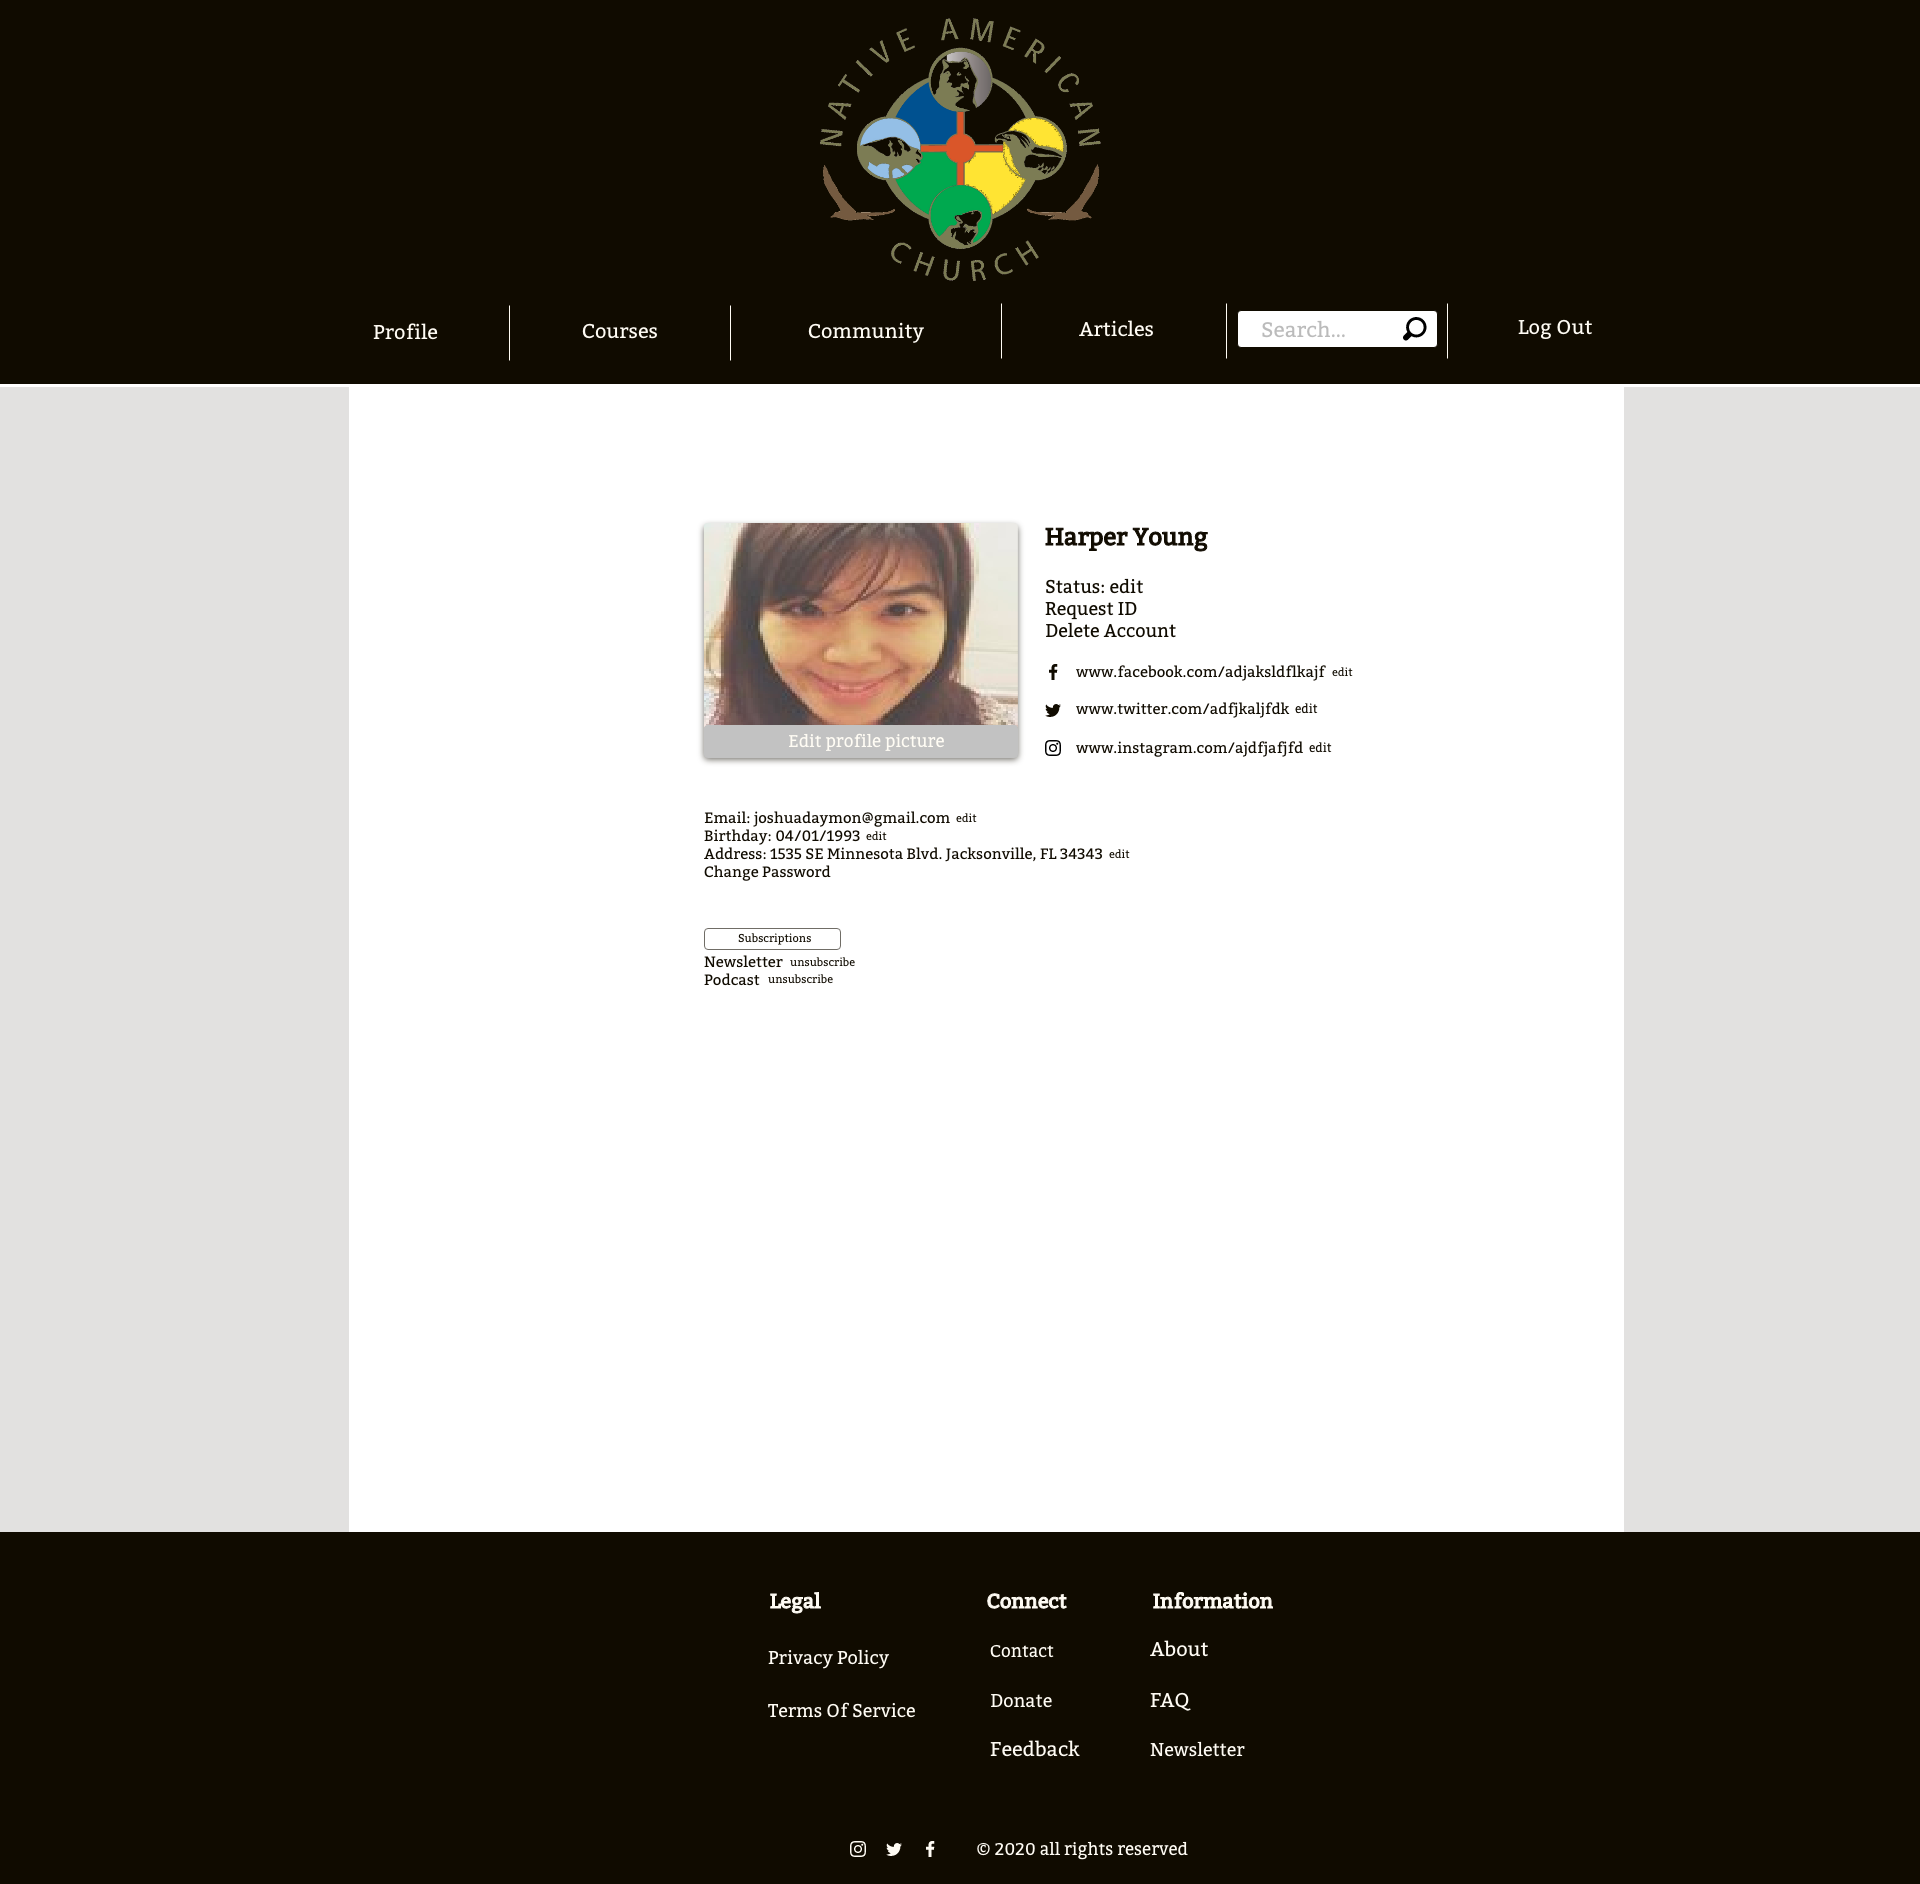 NATIVE AMERICAN
CHURCH
Profile
Courses
Community
Articles
Search...
Log Out
Harper Young
Status: edit
Request ID
Delete Account
www.facebook.com/adjaksldflkajf edit
www.twitter.com/adfjkaljfdk edit
www.instagram.com/ajdfjafjfd edit
Edit profile picture
Email: joshuadaymon@gmail.com edit
Birthday: 04/01/1993 edit
Address: 1535 SE Minnesota Blvd. Jacksonville, FL 34343 edit
Change Password
Subscriptions
Newsletter unsubscribe
Podcast unsubscribe
Legal
Privacy Policy
Terms Of Service
Connect
Contact
Donate
Feedback
Information
About
FAQ
Newsletter
© 2020 all rights reserved